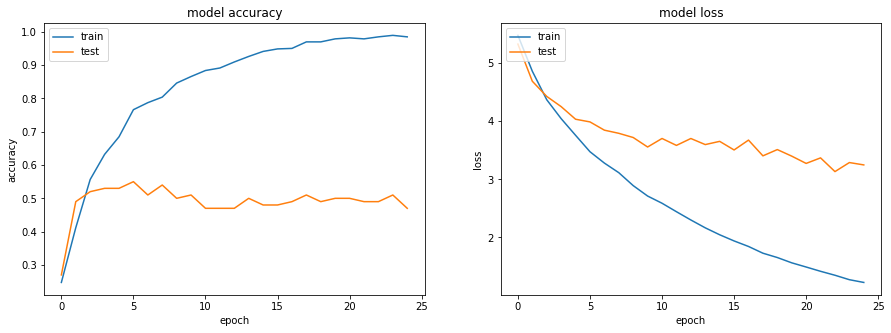 model accuracy
train
test
1.0
0.9
0.8
0.7
0.6
0.5
0.4
0.3
accuracy
0 5 10 15 20 25
epoch
model loss
train
test
5
4
3
2
loss
0 5 10 15 20 25
epoch